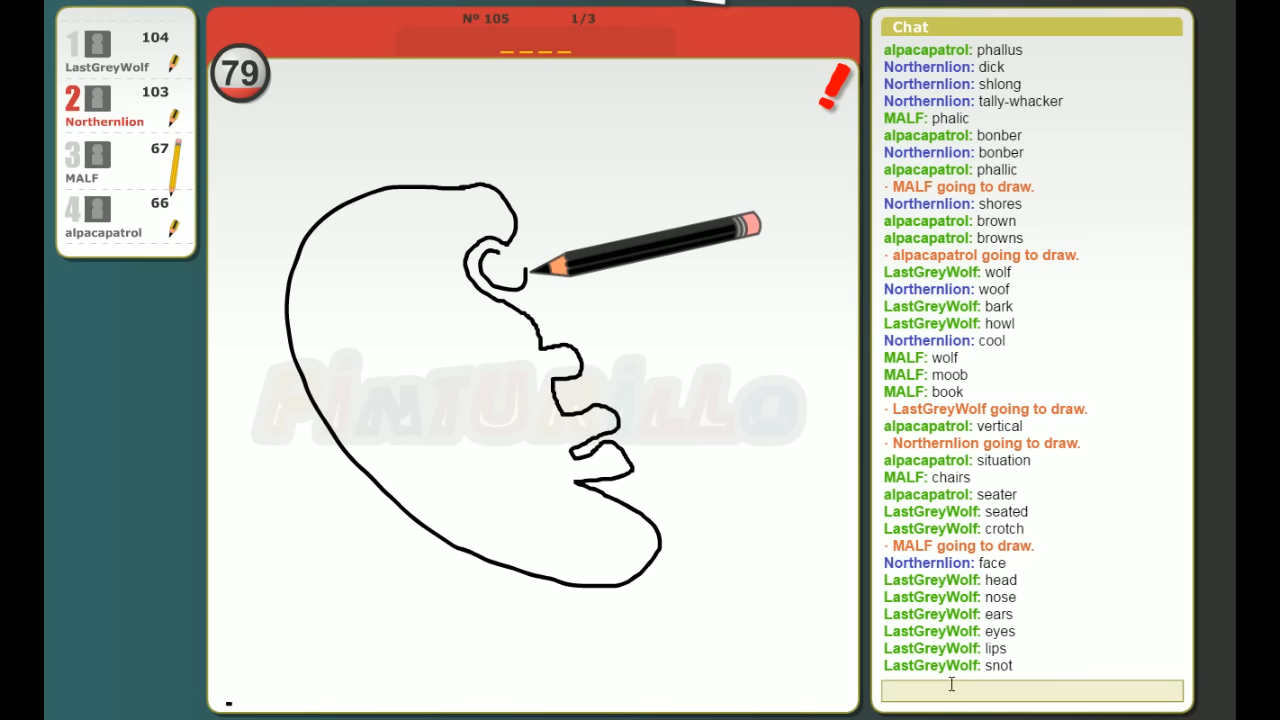 Nº 105 1/3
79
1 104
LastGreyWolf
2 103
Northernlion
3 67
MALF
4 66
alpacapatrol
PINTURILLO
Chat
alpacapatrol: phallus
Northernlion: dick
Northernlion: shlong
Northernlion: tally-whacker
MALF: phalic
alpacapatrol: bonber
Northernlion: bonber
alpacapatrol: phallic
· MALF going to draw.
Northernlion: shores
alpacapatrol: brown
alpacapatrol: browns
· alpacapatrol going to draw.
LastGreyWolf: wolf
Northernlion: woof
LastGreyWolf: bark
LastGreyWolf: howl
Northernlion: cool
MALF: wolf
MALF: moob
MALF: book
· LastGreyWolf going to draw.
alpacapatrol: vertical
· Northernlion going to draw.
alpacapatrol: situation
MALF: chairs
alpacapatrol: seater
LastGreyWolf: seated
LastGreyWolf: crotch
· MALF going to draw.
Northernlion: face
LastGreyWolf: head
LastGreyWolf: nose
LastGreyWolf: ears
LastGreyWolf: eyes
LastGreyWolf: lips
LastGreyWolf: snot